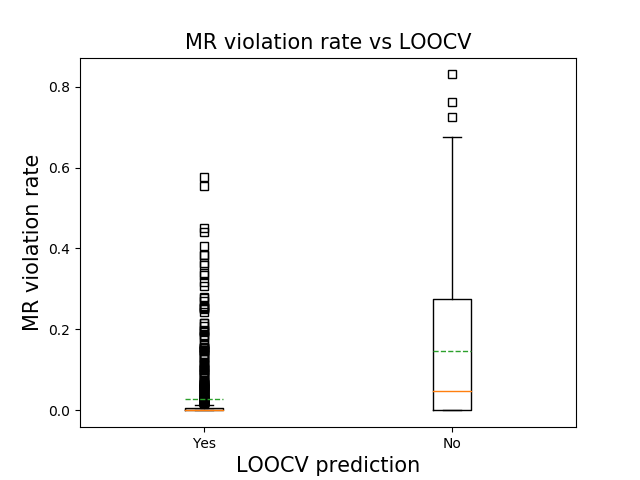 MR violation rate vs LOOCV
MR violation rate
0.8
0.6
0.4
0.2
0.0
Yes
No
LOOCV prediction